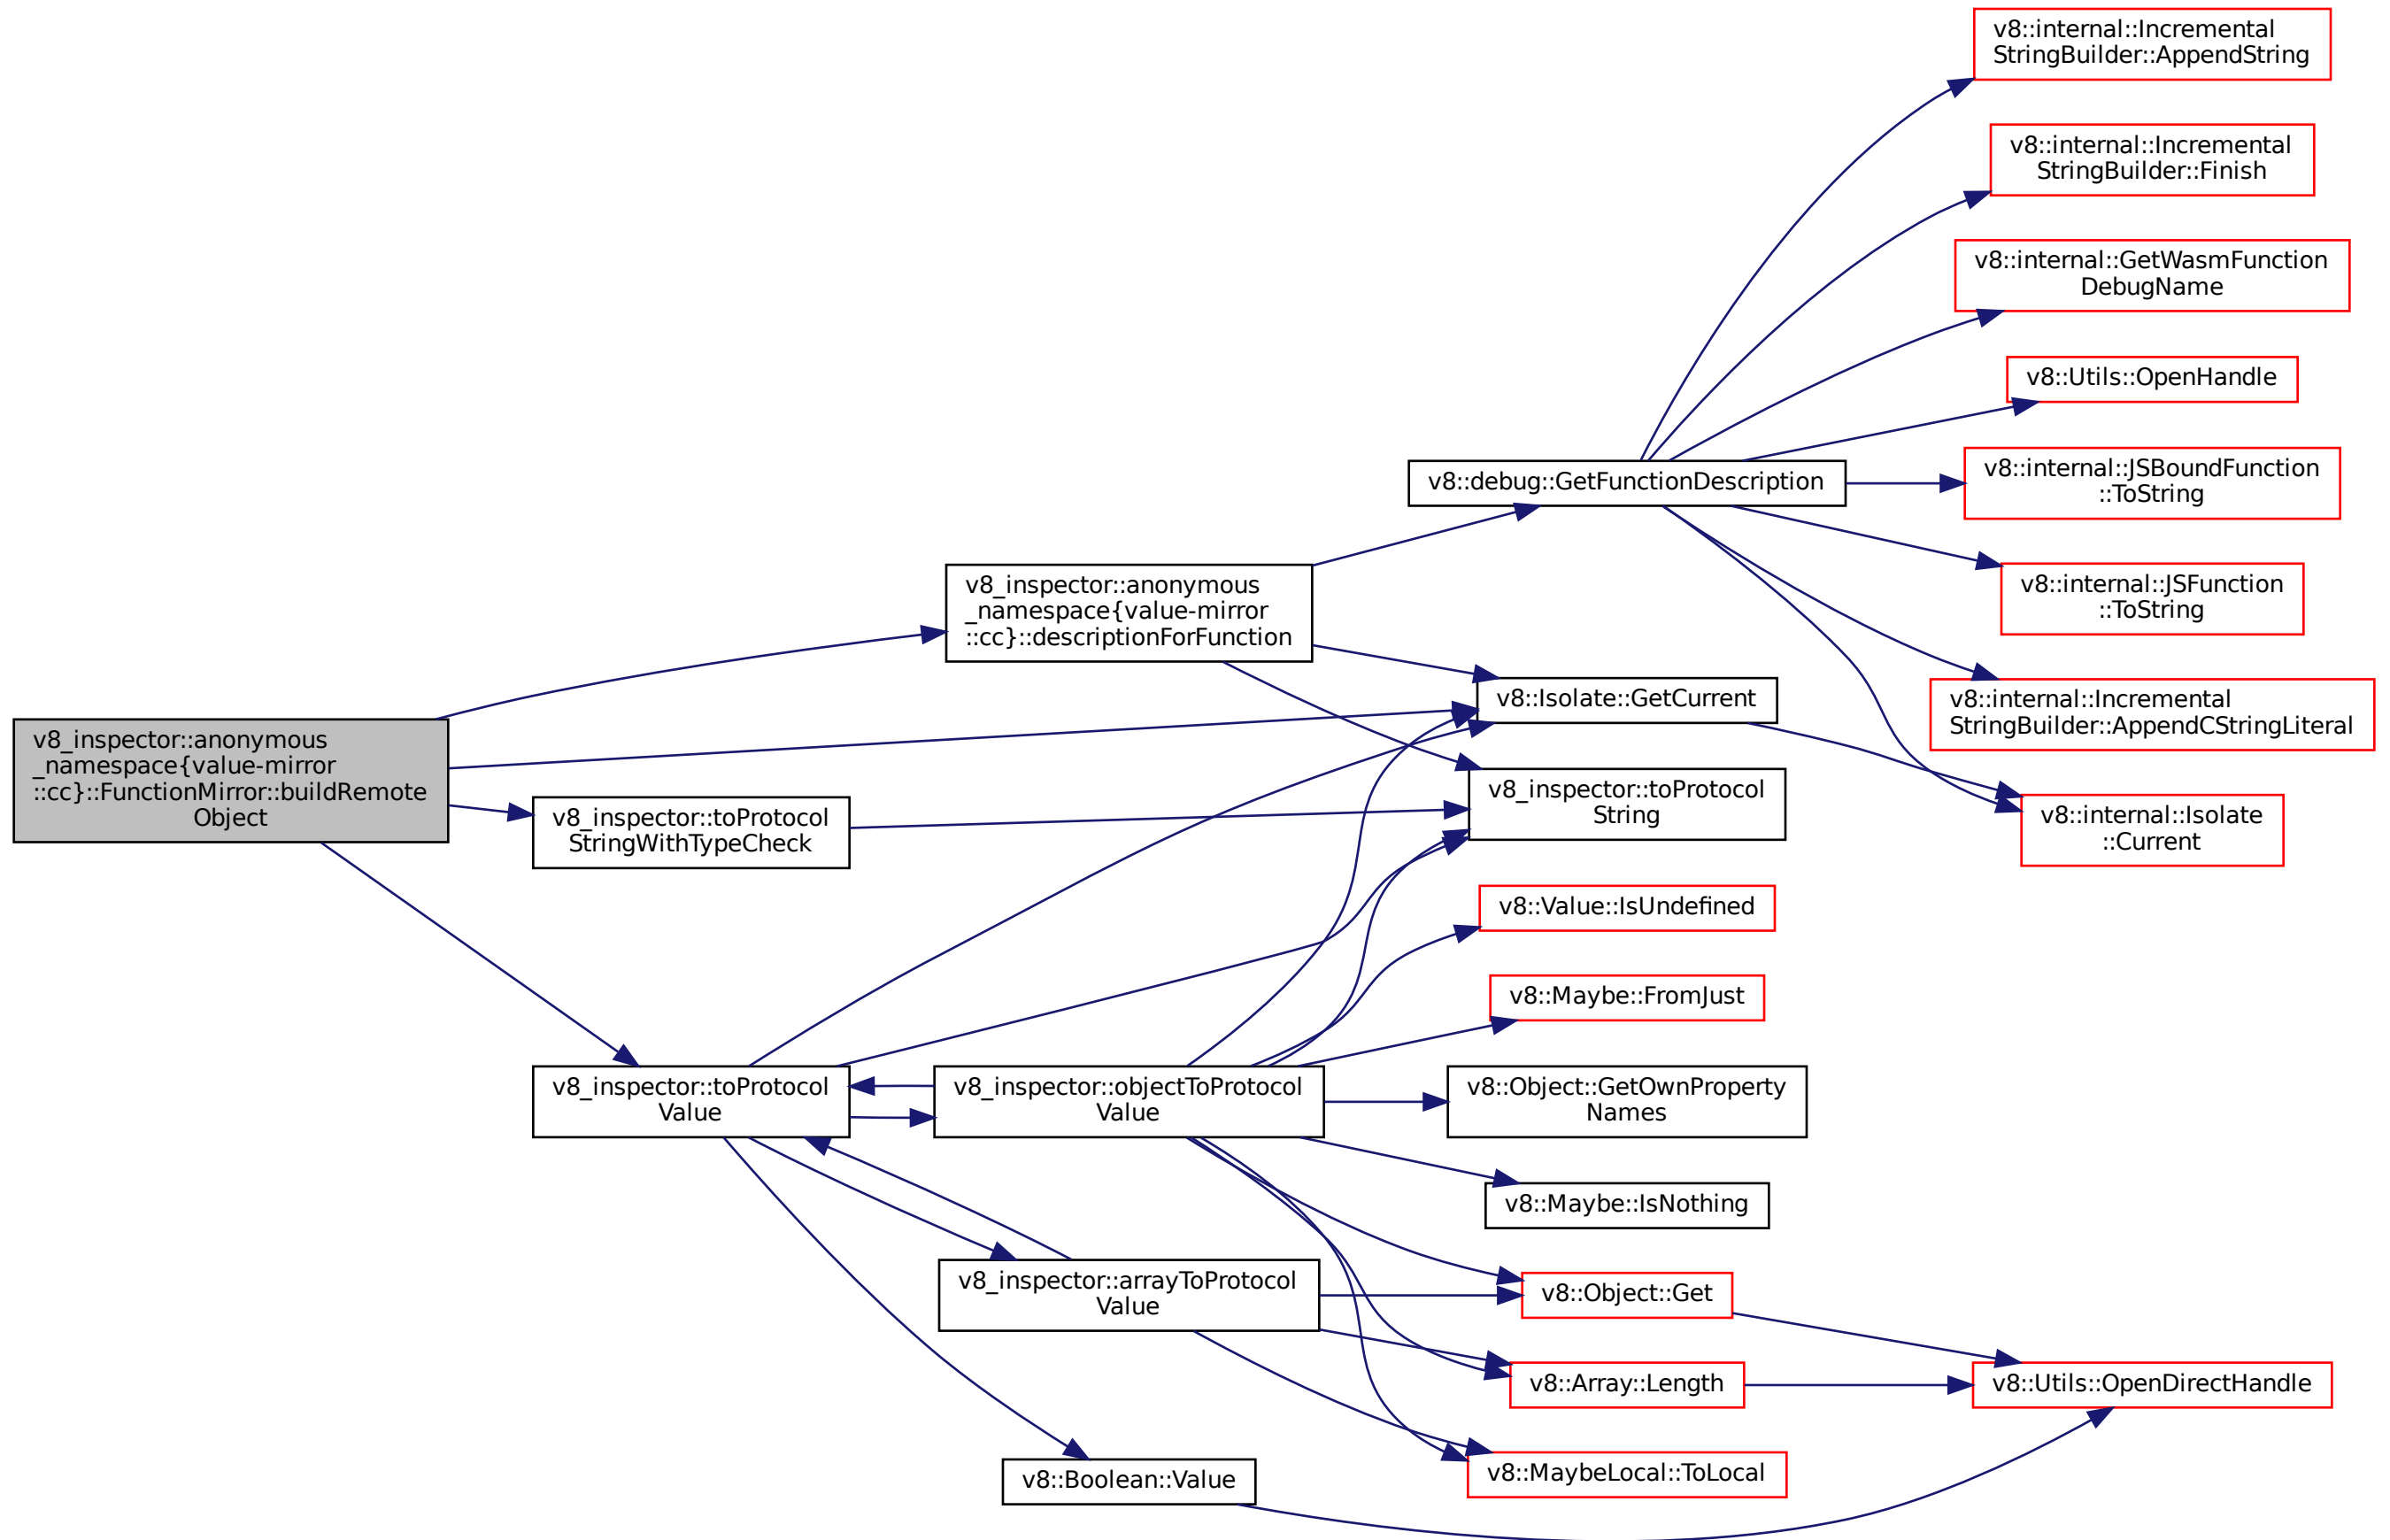 v8::internal::Incremental
StringBuilder::AppendString
v8::internal::Incremental
StringBuilder::Finish
v8::internal::GetWasmFunction
DebugName
v8::Utils::OpenHandle
v8::debug::GetFunctionDescription
v8::internal::JSBoundFunction
::ToString
v8_inspector::anonymous
_namespace{value-mirror
::cc}::descriptionForFunction
v8::internal::JSFunction
::ToString
v8::Isolate::GetCurrent
v8::internal::Incremental
StringBuilder::AppendCStringLiteral
v8_inspector::anonymous
_namespace{value-mirror
::cc}::FunctionMirror::buildRemote
Object
v8_inspector::toProtocol
StringWithTypeCheck
v8_inspector::toProtocol
String
v8::internal::Isolate
::Current
v8::Value::IsUndefined
v8::Maybe::FromJust
v8_inspector::toProtocol
Value
v8_inspector::objectToProtocol
Value
v8::Object::GetOwnProperty
Names
v8::Maybe::IsNothing
v8_inspector::arrayToProtocol
Value
v8::Object::Get
v8::Array::Length
v8::Utils::OpenDirectHandle
v8::Boolean::Value
v8::MaybeLocal::ToLocal